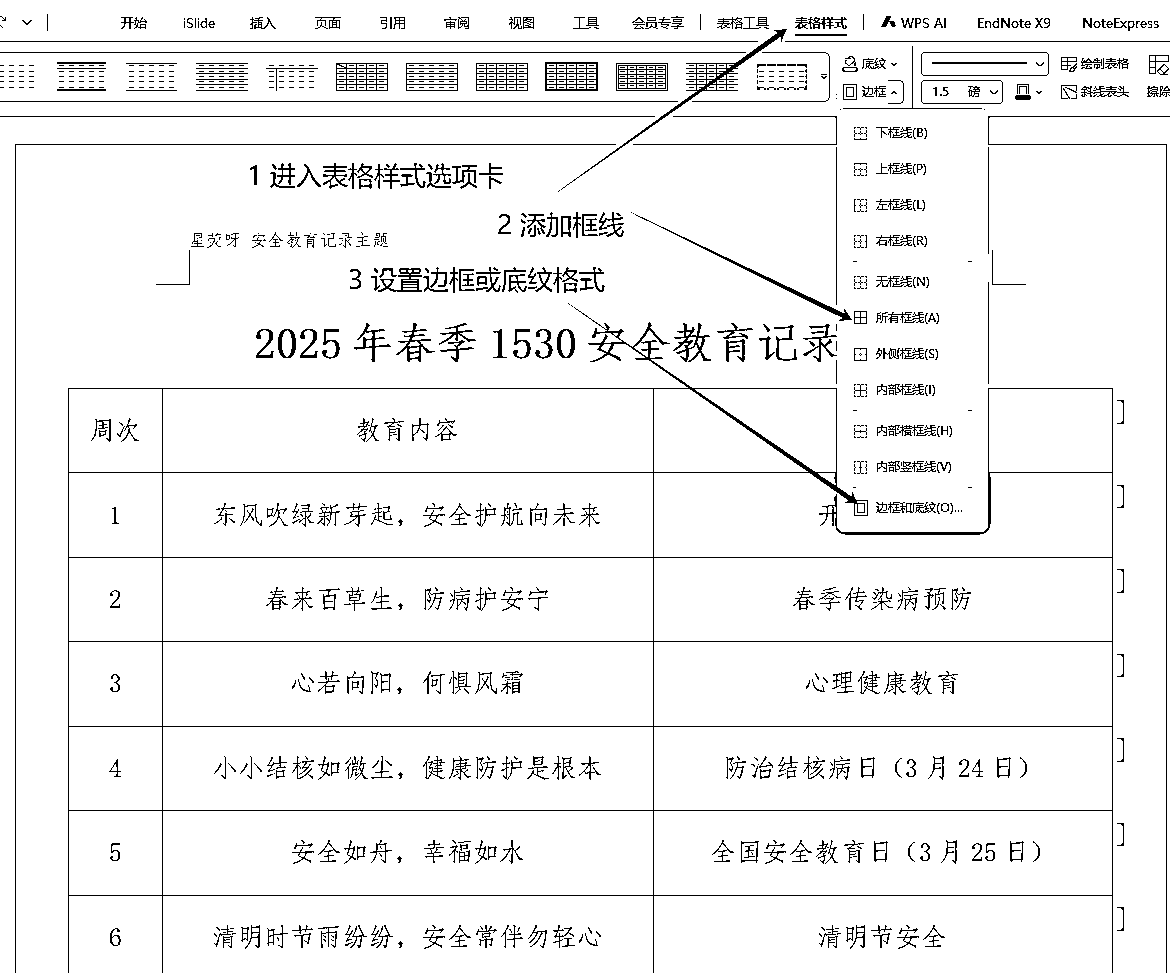 开始 iSlide 插入 页面 引用 审阅 视图 工具 会员专享 表格工具 表格样式 WPS AI EndNote X9 NoteExpress
底纹 绘制表格
边框 1.5 磅 斜线表头 擦除
下框线(B)
1 进入表格样式选项卡
上框线(P)
左框线(L)
2 添加框线
星荧呀 安全教育记录主题
右框线(R)
3 设置边框或底纹格式
无框线(N)
所有框线(A)
2025 年春季 1530 安全教育记录
外侧框线(S)
内部框线(I)
周次 教育内容
内部横框线(H)
内部竖框线(V)
边框和底纹(O)...
1 东风吹绿新芽起，安全护航向未来 开
2 春来百草生，防病护安宁 春季传染病预防
3 心若向阳，何惧风霜 心理健康教育
4 小小结核如微尘，健康防护是根本 防治结核病日（3 月 24 日）
5 安全如舟，幸福如水 全国安全教育日（3 月 25 日）
6 清明时节雨纷纷，安全常伴勿轻心 清明节安全